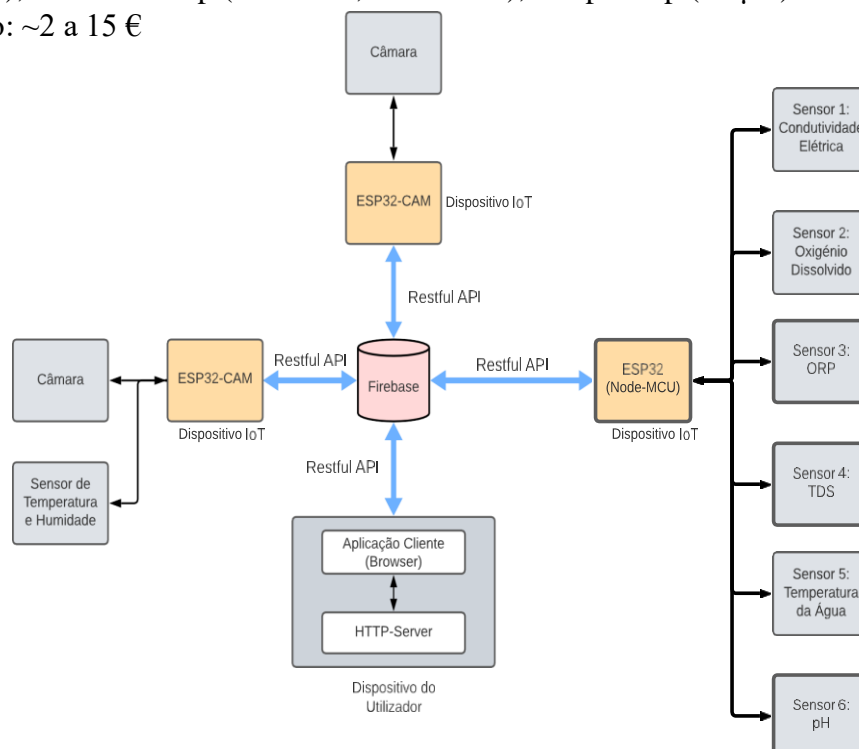 o: ~2 a 15 €
Câmara
ESP32-CAM
Dispositivo IoT
Restful API
Sensor 1:
Condutividade
Elétrica
Sensor 2:
Oxigénio
Dissolvido
Sensor 3:
ORP
Sensor 4:
TDS
Sensor 5:
Temperatura
da Água
Sensor 6:
pH
Câmara
ESP32-CAM
Dispositivo IoT
Restful API
Firebase
Restful API
ESP32
(Node-MCU)
Dispositivo IoT
Sensor de
Temperatura
e Humidade
Restful API
Aplicação Cliente
(Browser)
HTTP-Server
Dispositivo do
Utilizador